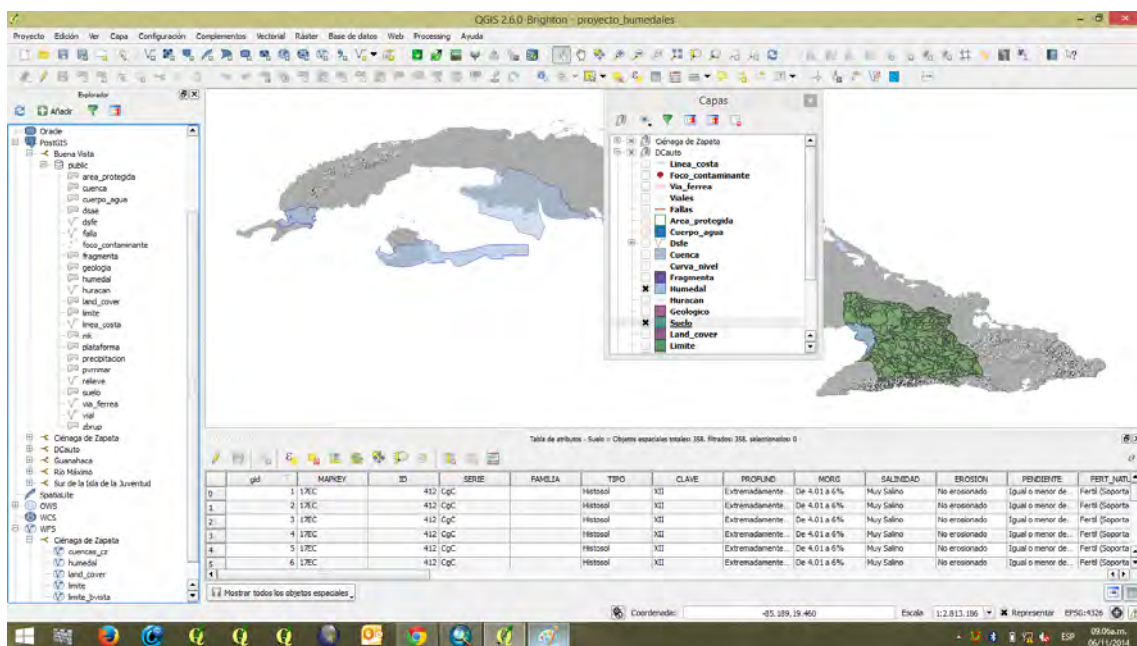 QGIS 2.6.0-Brighton - proyecto_humedales
Proyecto Edición Ver Capa Configuración Complementos Vectorial Ráster Base de datos Web Processing Ayuda
Explorador
Añadir
Oracle
PostGIS
Buena Vista
public
area_protegida
cuenca
cuerpo_agua
dsae
dsfe
falla
foco_contaminante
fragmenta
geologia
humedal
huracan
land_cover
limite
linea_costa
mk
plataforma
precipitacion
pvrnmar
relieve
suelo
via_ferrea
vial
zbrup
Ciénaga de Zapata
DCauto
Guanahaca
Río Máximo
Sur de la Isla de la Juventud
SpatiaLite
OWS
WCS
WFS
Ciénaga de Zapata
cuencas_cz
humedal
land_cover
limite
limite_bvista
Capas
Ciénaga de Zapata
DCauto
Linea_costa
Foco_contaminante
Via_ferrea
Viales
Fallas
Area_protegida
Cuerpo_agua
Dsfe
Cuenca
Curva_nivel
Fragmenta
Humedal
Huracan
Geologico
Suelo
Land_cover
Limite
Tabla de atributos - Suelo :: Objetos espaciales totales: 358. filtrados: 358. seleccionados: 0
gid MAPKEY ID SERIE FAMILIA TIPO CLAVE PROFUND MORG SALINIDAD EROSION PENDIENTE FERT_NATU
0 1 17EC 412 CgC Histosol XII Extremadamente... De 4.01 a 6% Muy Salino No erosionado Igual o menor de... Fertil (Soporta
1 2 17EC 412 CgC Histosol XII Extremadamente... De 4.01 a 6% Muy Salino No erosionado Igual o menor de... Fertil (Soporta
2 3 17EC 412 CgC Histosol XII Extremadamente... De 4.01 a 6% Muy Salino No erosionado Igual o menor de... Fertil (Soporta
3 4 17EC 412 CgC Histosol XII Extremadamente... De 4.01 a 6% Muy Salino No erosionado Igual o menor de... Fertil (Soporta
4 5 17EC 412 CgC Histosol XII Extremadamente... De 4.01 a 6% Muy Salino No erosionado Igual o menor de... Fertil (Soporta
5 6 17EC 412 CgC Histosol XII Extremadamente... De 4.01 a 6% Muy Salino No erosionado Igual o menor de... Fertil (Soporta
Mostrar todos los objetos espaciales
Coordenada: -85.189,19.460 Escala 1:2.813.186 Representar EPSG:4326
ESP 09:06a.m.
06/11/2014